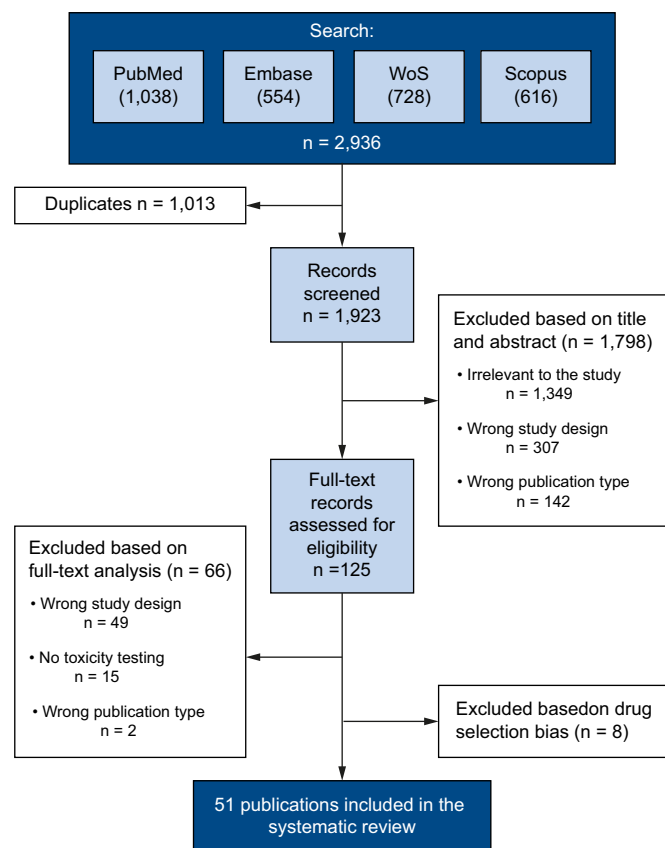 Search:
PubMed
(1,038)
Embase
(554)
WoS
(728)
Scopus
(616)
n = 2,936
Duplicates n = 1,013
Records
screened
n = 1,923
Excluded based on title
and abstract (n = 1,798)
• Irrelevant to the study
n = 1,349
• Wrong study design
n = 307
• Wrong publication type
n = 142
Full-text
records
assessed for
eligibility
n =125
Excluded based on
full-text analysis (n = 66)
• Wrong study design
n = 49
• No toxicity testing
n = 15
• Wrong publication type
n = 2
Excluded basedon drug
selection bias (n = 8)
51 publications included in the
systematic review